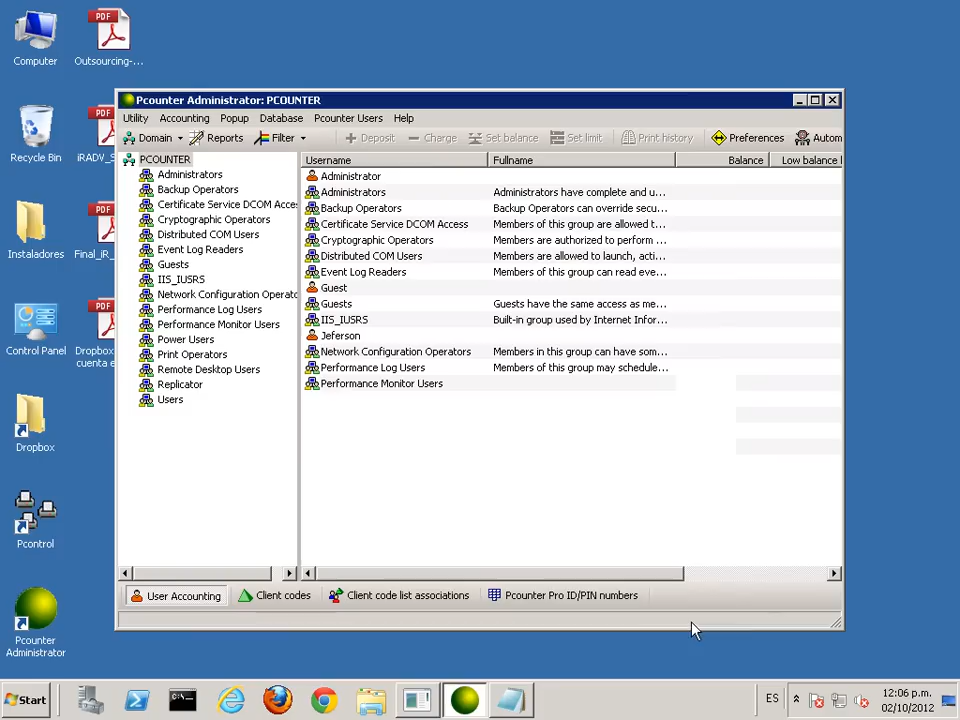 Computer
Outsourcing-...
Recycle Bin
iRADV_S
Instaladores
Final_iR_
Control Panel
Dropbox
cuenta e
Dropbox
Pcontrol
Pcounter
Administrator
Pcounter Administrator: PCOUNTER
Utility Accounting Popup Database Pcounter Users Help
Domain Reports Filter Deposit Charge Set balance Set limit Print history Preferences Autom
PCOUNTER
Administrators
Backup Operators
Certificate Service DCOM Acces
Cryptographic Operators
Distributed COM Users
Event Log Readers
Guests
IIS_IUSRS
Network Configuration Operato
Performance Log Users
Performance Monitor Users
Power Users
Print Operators
Remote Desktop Users
Replicator
Users
Username Fullname Balance Low balance l
Administrator
Administrators Administrators have complete and u...
Backup Operators Backup Operators can override secu...
Certificate Service DCOM Access Members of this group are allowed t...
Cryptographic Operators Members are authorized to perform ...
Distributed COM Users Members are allowed to launch, acti...
Event Log Readers Members of this group can read eve...
Guest
Guests Guests have the same access as me...
IIS_IUSRS Built-in group used by Internet Infor...
Jeferson
Network Configuration Operators Members in this group can have som...
Performance Log Users Members of this group may schedule...
Performance Monitor Users
User Accounting Client codes Client code list associations Pcounter Pro ID/PIN numbers
Start
ES
12:06 p.m.
02/10/2012
PDF
PDF
PDF
PDF